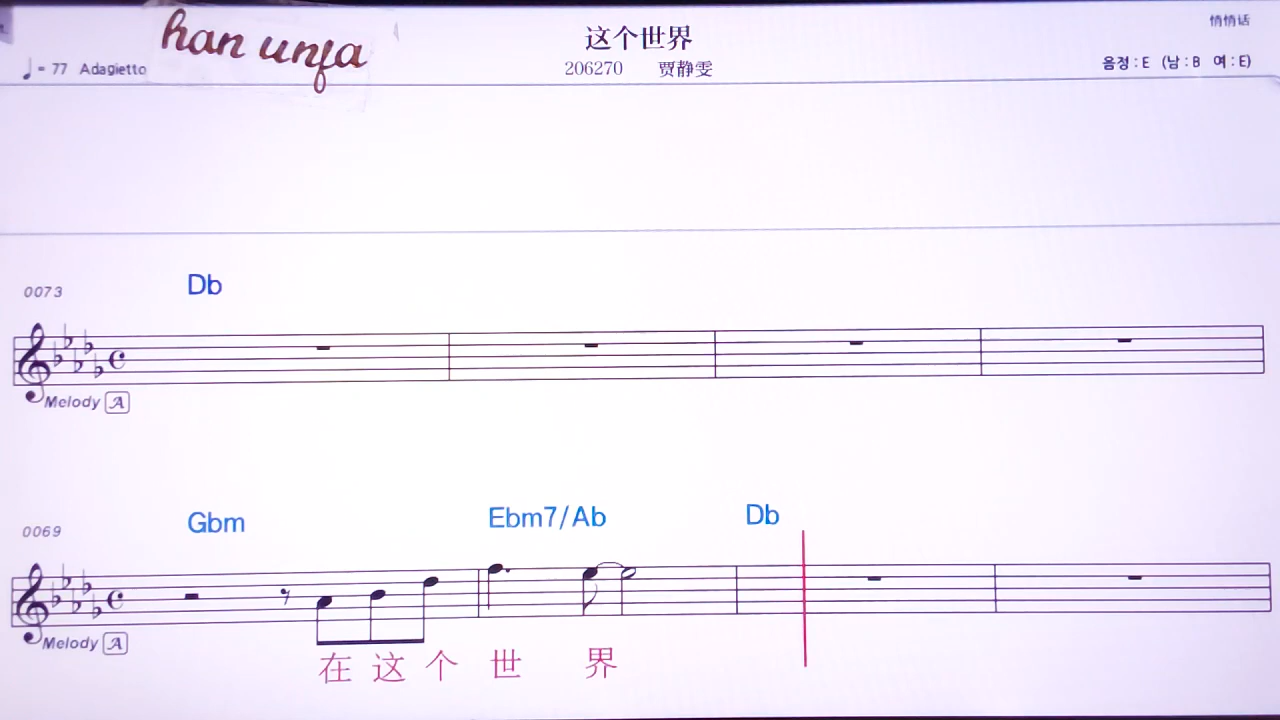 han unfa
这个世界
悄悄话
♩= 77 Adagietto
206270 贾静雯
음정 : E (남 : B 여 : E)
0073
Db
Melody A
0069
Gbm Ebm7/Ab Db
Melody A
在 这 个 世 界